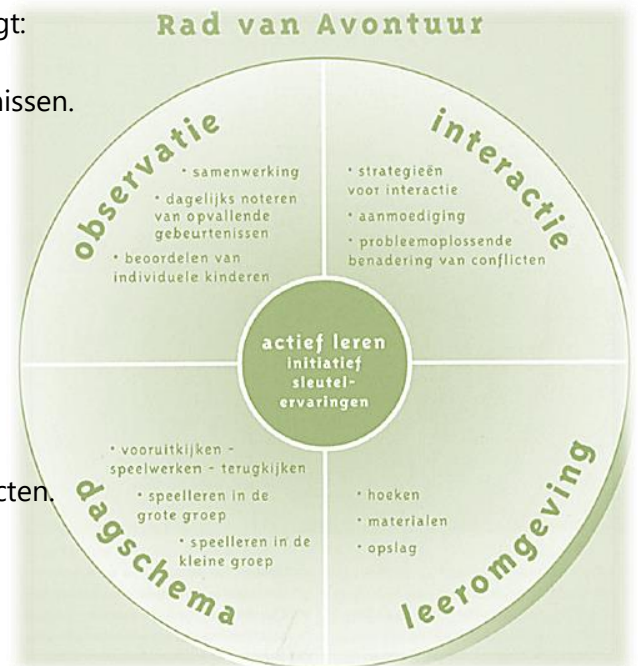 gt:
nissen.
cten.
Rad van Avontuur
observatie
• samenwerking
• dagelijks noteren
van opvallende
gebeurtenissen
• beoordelen van
individuele kinderen
interactie
• strategieën
voor interactie
• aanmoediging
• probleemoplossende
benadering van conflicten
actief leren
initiatief
sleutel-
ervaringen
dagschema
• vooruitkijken -
speelwerken - terugkijken
• speelleren in de
grote groep
• speelleren in de
kleine groep
leeromgeving
• hoeken
• materialen
• opslag